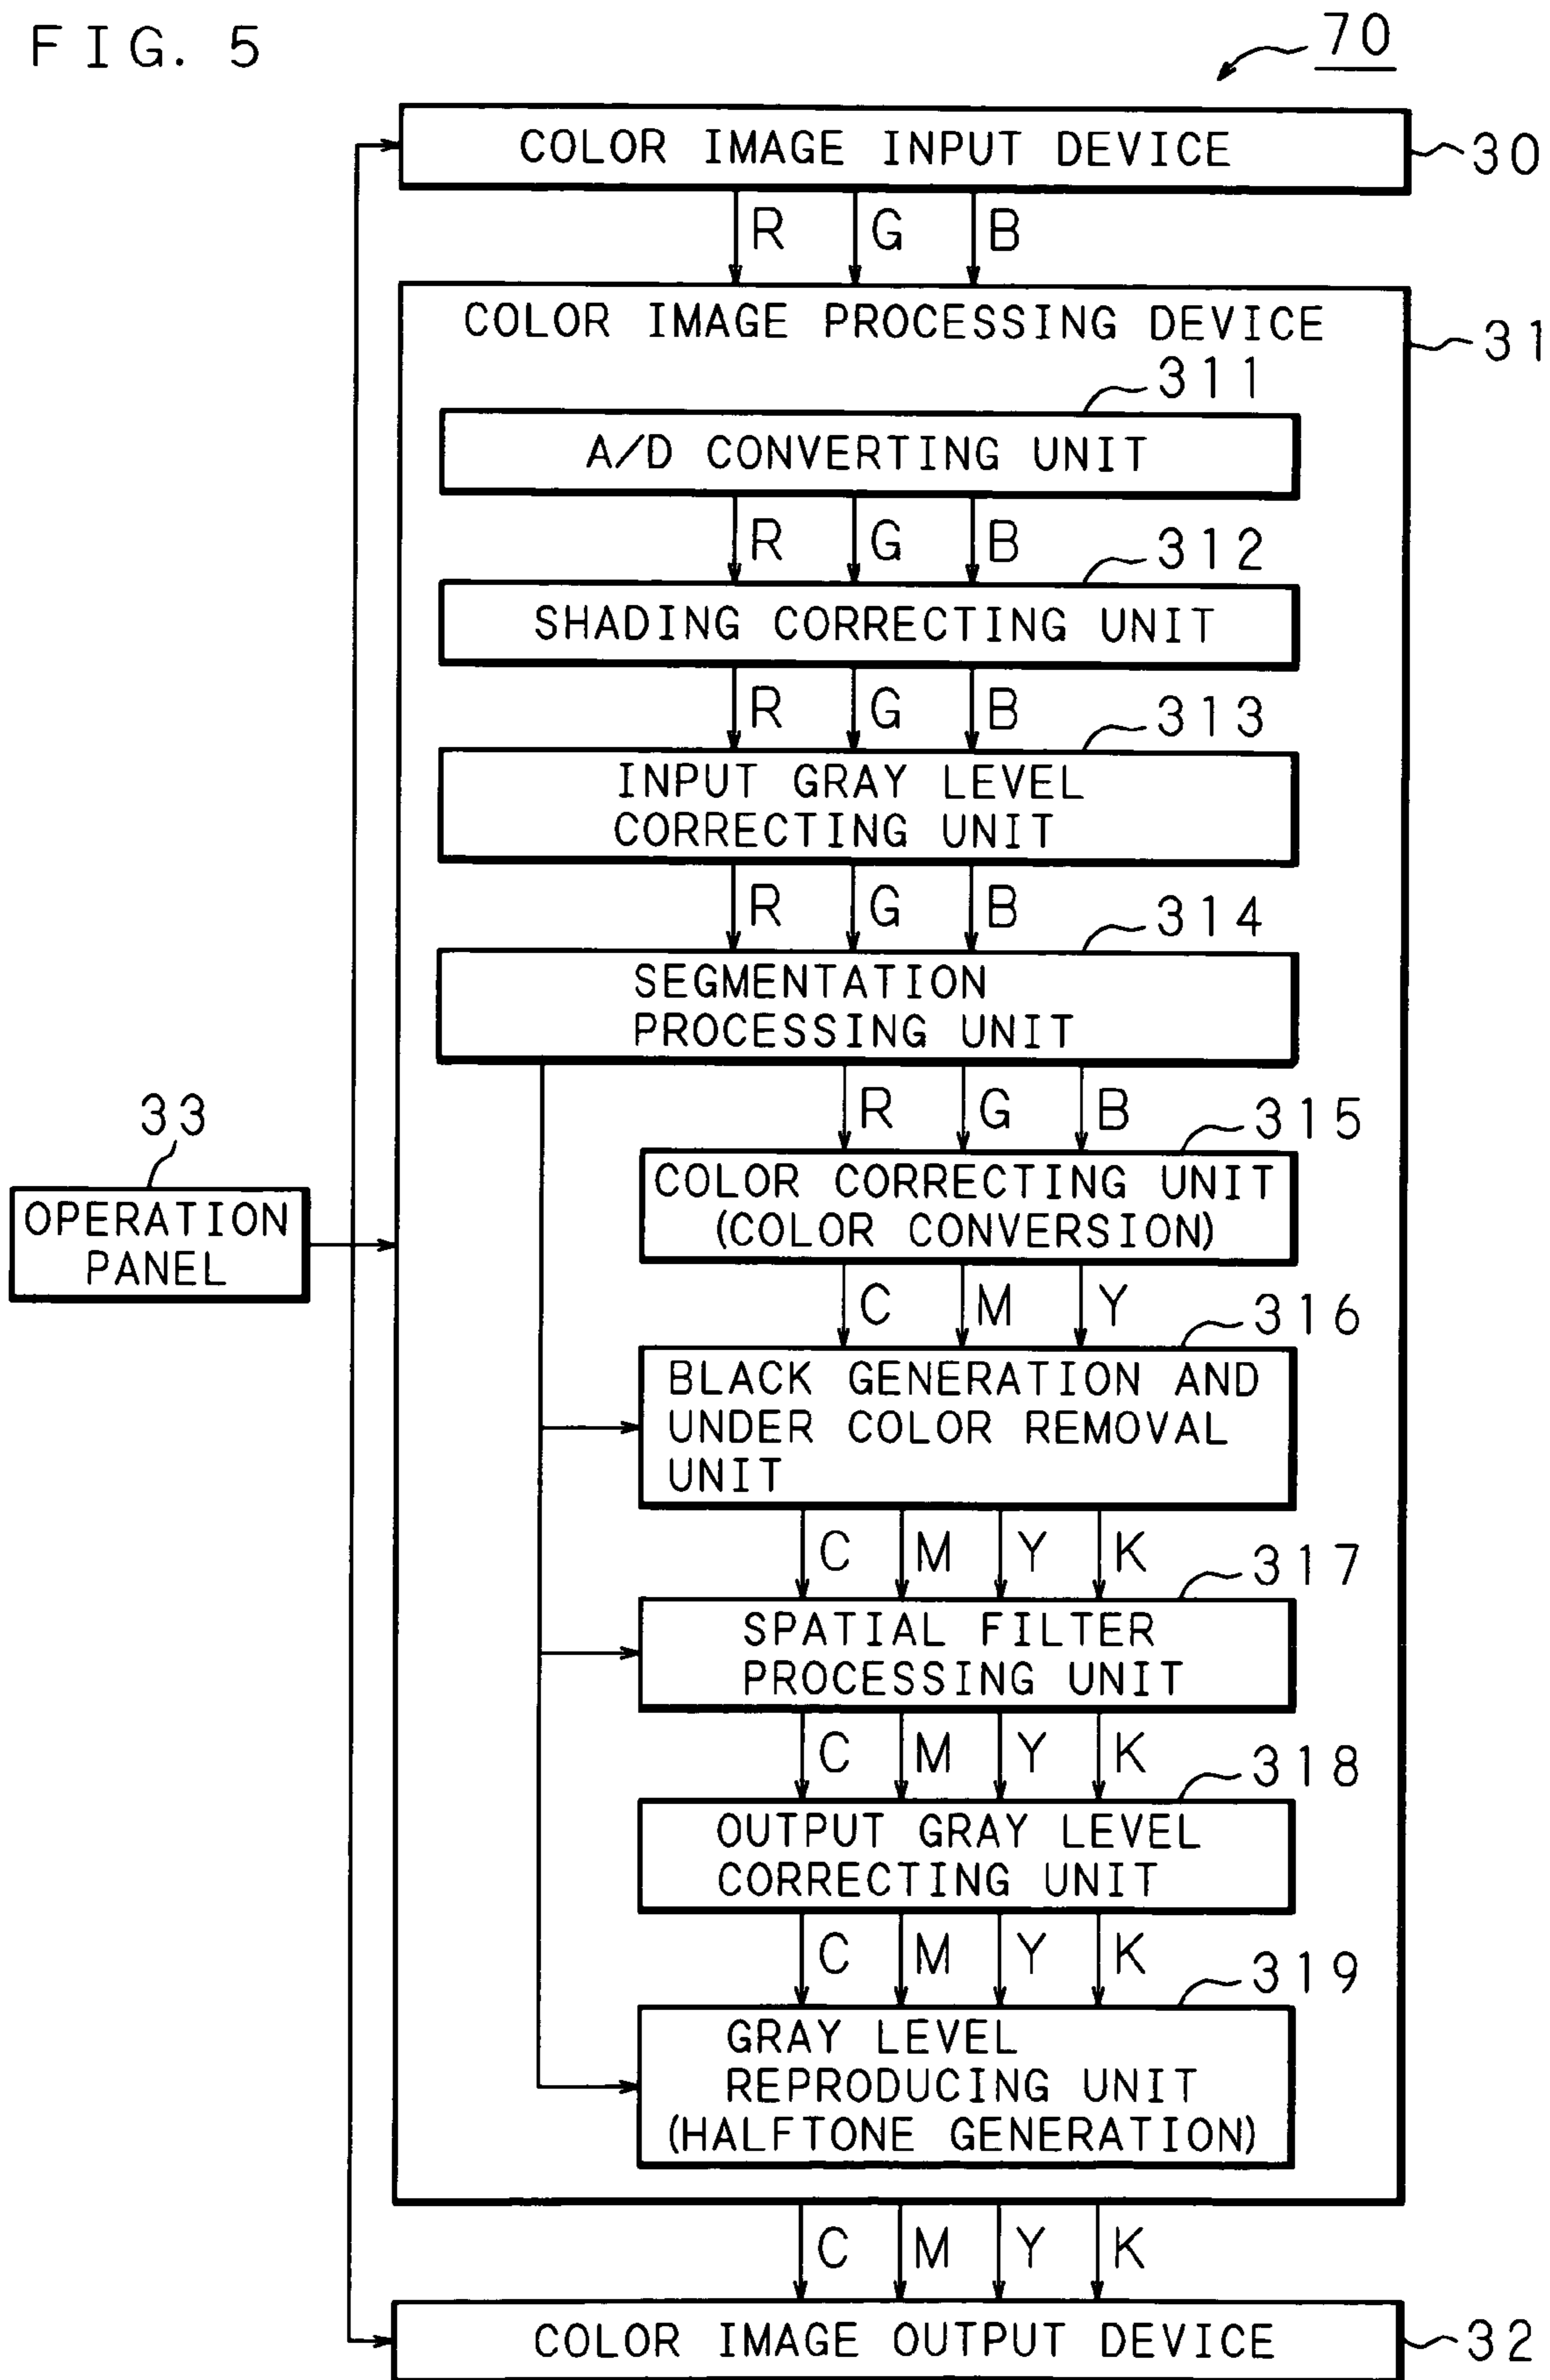 FIG. 5
70
COLOR IMAGE INPUT DEVICE
30
R G B
COLOR IMAGE PROCESSING DEVICE
31
311
A/D CONVERTING UNIT
R G B
312
SHADING CORRECTING UNIT
R G B
313
INPUT GRAY LEVEL
CORRECTING UNIT
R G B
314
SEGMENTATION
PROCESSING UNIT
R G B
315
COLOR CORRECTING UNIT
(COLOR CONVERSION)
33
OPERATION
PANEL
C M Y
316
BLACK GENERATION AND
UNDER COLOR REMOVAL
UNIT
C M Y K
317
SPATIAL FILTER
PROCESSING UNIT
C M Y K
318
OUTPUT GRAY LEVEL
CORRECTING UNIT
C M Y K
319
GRAY LEVEL
REPRODUCING UNIT
(HALFTONE GENERATION)
C M Y K
COLOR IMAGE OUTPUT DEVICE
32